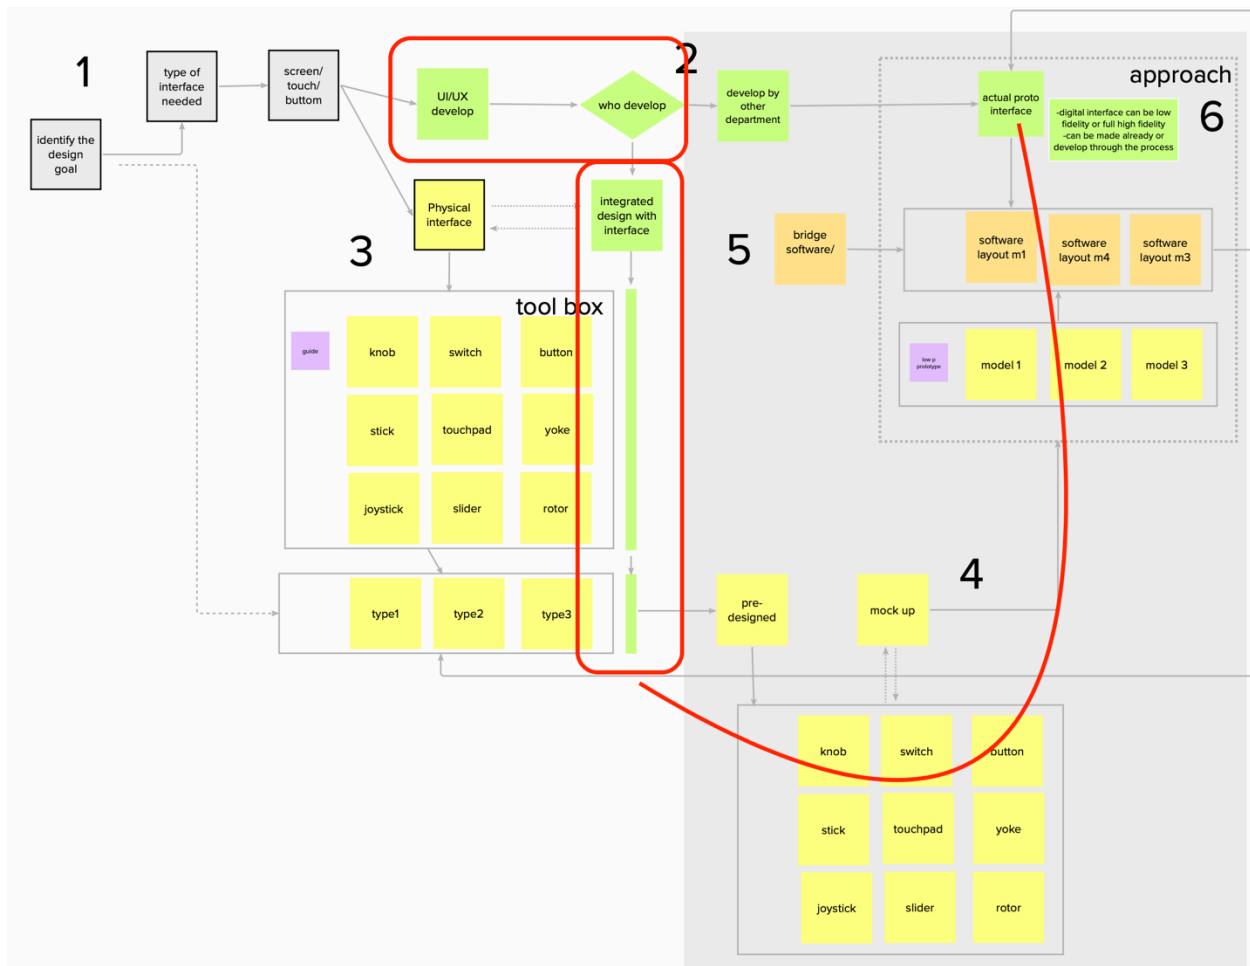 1
type of
interface
needed
screen/
touch/
buttom
identify the
design
goal
UI/UX
develop
who develop
2
develop by
other
department
approach
actual proto
interface
-digital interface can be low
fidelity or full high fidelity
-can be made already or
develop through the process
6
Physical
interface
integrated
design with
interface
3
5
bridge
software/
software
layout m1
software
layout m4
software
layout m3
tool box
guide
knob
switch
button
stick
touchpad
yoke
joystick
slider
rotor
low p
prototype
model 1
model 2
model 3
type1
type2
type3
pre-
designed
mock up
4
knob
switch
button
stick
touchpad
yoke
joystick
slider
rotor